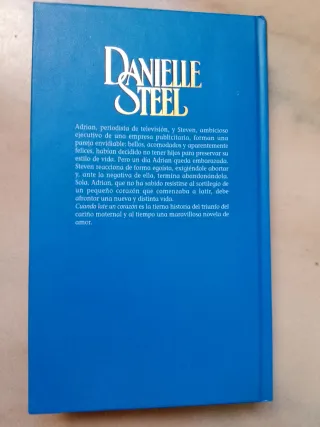 DANIELLE
STEEL
Adrian, periodista de televisión, y Steven, ambicioso
ejecutivo de una empresa publicitaria, forman una
pareja envidiable: bellos, acomodados y aparentemente
felices, habían decidido no tener hijos para preservar su
estilo de vida. Pero un día Adrian queda embarazada.
Steven reacciona de forma egoísta, exigiéndole abortar
y, ante la negativa de ella, termina abandonándola.
Sola, Adrian, que no ha sabido resistirse al sortilegio de
un pequeño corazón que comenzaba a latir, debe
afrontar una nueva y distinta vida.
Cuando late un corazón es la tierna historia del triunfo del
cariño maternal y al tiempo una maravillosa novela de
amor.